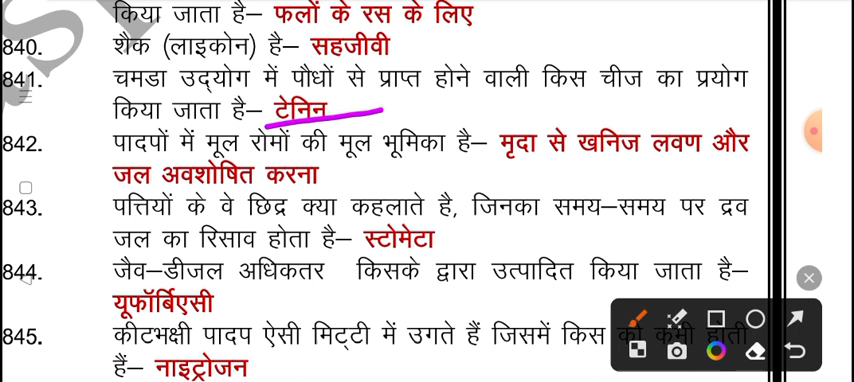 किया जाता है– फलों के रस के लिए
840. शैक (लाइकोन) है– सहजीवी
841. चमडा उद्योग में पौधों से प्राप्त होने वाली किस चीज का प्रयोग
किया जाता है– टेनिन
842. पादपों में मूल रोमों की मूल भूमिका है– मृदा से खनिज लवण और
जल अवशोषित करना
843. पत्तियों के वे छिद्र क्या कहलाते है, जिनका समय–समय पर द्रव
जल का रिसाव होता है– स्टोमेटा
844. जैव–डीजल अधिकतर किसके द्वारा उत्पादित किया जाता है–
यूफॉर्बिएसी
845. कीटभक्षी पादप ऐसी मिट्टी में उगते हैं जिसमें किस की कमी होती
हैं– नाइट्रोजन